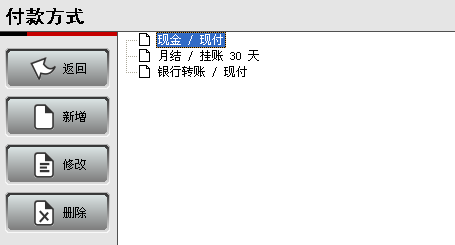 付款方式
返回
新增
修改
删除
现金 / 现付
月结 / 挂账 30 天
银行转账 / 现付